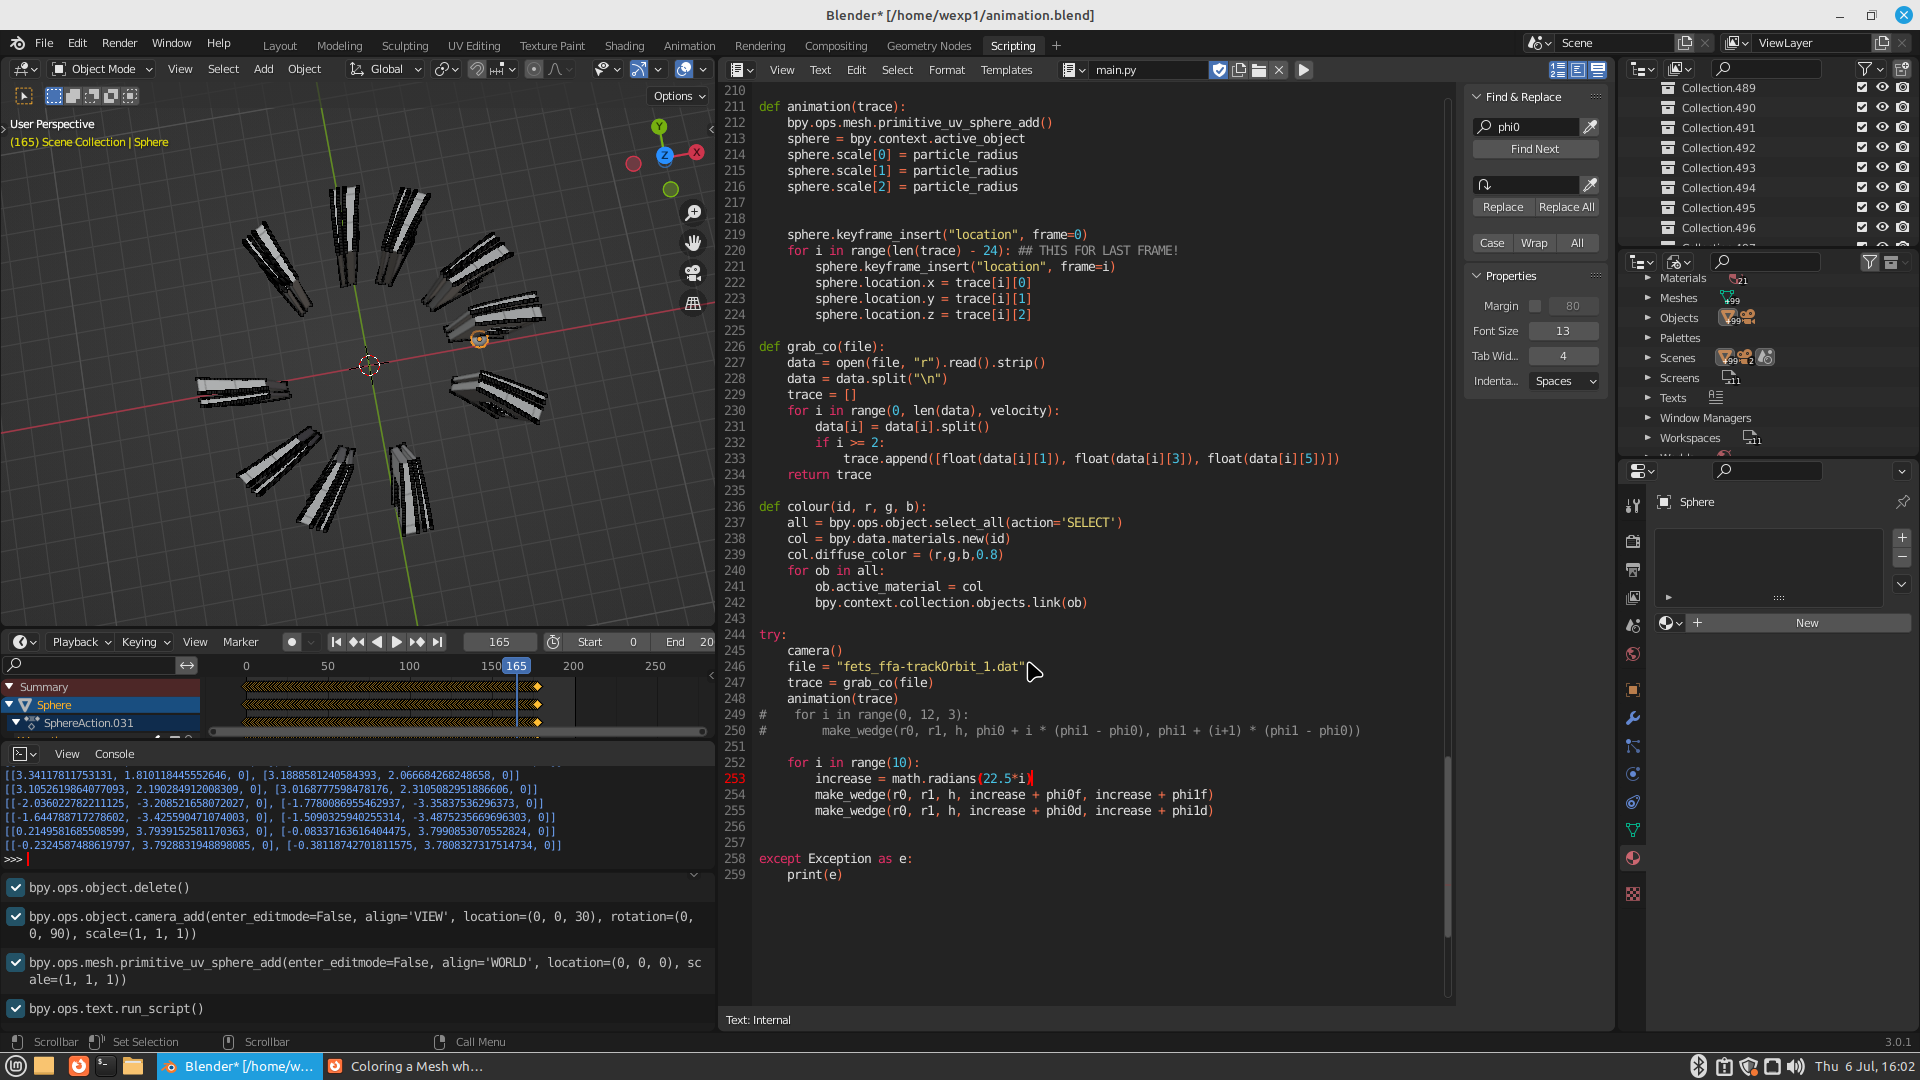 Blender* [/home/wexp1/animation.blend]
File Edit Render Window Help
Layout Modeling Sculpting UV Editing Texture Paint Shading Animation Rendering Compositing Geometry Nodes Scripting +
Scene
ViewLayer
Object Mode View Select Add Object Global
Options
User Perspective
(165) Scene Collection | Sphere
Y
Z
X
View Text Edit Select Format Templates main.py
210
211 def animation(trace):
212 bpy.ops.mesh.primitive_uv_sphere_add()
213 sphere = bpy.context.active_object
214 sphere.scale[0] = particle_radius
215 sphere.scale[1] = particle_radius
216 sphere.scale[2] = particle_radius
217
218
219 sphere.keyframe_insert("location", frame=0)
220 for i in range(len(trace) - 24): ## THIS FOR LAST FRAME!
221 sphere.keyframe_insert("location", frame=i)
222 sphere.location.x = trace[i][0]
223 sphere.location.y = trace[i][1]
224 sphere.location.z = trace[i][2]
225
226 def grab_co(file):
227 data = open(file, "r").read().strip()
228 data = data.split("\n")
229 trace = []
230 for i in range(0, len(data), velocity):
231 data[i] = data[i].split()
232 if i >= 2:
233 trace.append([float(data[i][1]), float(data[i][3]), float(data[i][5])])
234 return trace
235
236 def colour(id, r, g, b):
237 all = bpy.ops.object.select_all(action='SELECT')
238 col = bpy.data.materials.new(id)
239 col.diffuse_color = (r,g,b,0.8)
240 for ob in all:
241 ob.active_material = col
242 bpy.context.collection.objects.link(ob)
243
244 try:
245 camera()
246 file = "fets_ffa-trackOrbit_1.dat"
247 trace = grab_co(file)
248 animation(trace)
249 # for i in range(0, 12, 3):
250 # make_wedge(r0, r1, h, phi0 + i * (phi1 - phi0), phi1 + (i+1) * (phi1 - phi0))
251
252 for i in range(10):
253 increase = math.radians(22.5*i)
254 make_wedge(r0, r1, h, increase + phi0f, increase + phi1f)
255 make_wedge(r0, r1, h, increase + phi0d, increase + phi1d)
256
257
258 except Exception as e:
259 print(e)
Text: Internal
Find & Replace
phi0
Find Next
Replace Replace All
Case Wrap All
Properties
Margin 80
Font Size 13
Tab Wid... 4
Indenta... Spaces
Collection.489
Collection.490
Collection.491
Collection.492
Collection.493
Collection.494
Collection.495
Collection.496
Materials 21
Meshes +99
Objects +99
Palettes
Scenes +99 2
Screens 11
Texts
Window Managers
Workspaces 11
Sphere
New
Playback Keying View Marker 165 Start 0 End 20
0 50 100 150 165 200 250
Summary
Sphere
SphereAction.031
View Console
[[3.34117811753131, 1.810118445552646, 0], [3.1888581240584393, 2.066684268248658, 0]]
[[3.1052619864077093, 2.190284912008309, 0], [3.0168777598478176, 2.3105082951886606, 0]]
[[-2.036022782211125, -3.208521658072027, 0], [-1.7780086955462937, -3.35837536296373, 0]]
[[-1.644788717278602, -3.425590471074003, 0], [-1.5090325940255314, -3.4875235669696303, 0]]
[[0.2149581685508599, 3.7939152581170363, 0], [-0.08337163616404475, 3.7990853070552824, 0]]
[[-0.2324587488619797, 3.7928831948898085, 0], [-0.38118742701811575, 3.7808327317514734, 0]]
>>>
bpy.ops.object.delete()
bpy.ops.object.camera_add(enter_editmode=False, align='VIEW', location=(0, 0, 30), rotation=(0,
0, 90), scale=(1, 1, 1))
bpy.ops.mesh.primitive_uv_sphere_add(enter_editmode=False, align='WORLD', location=(0, 0, 0), sc
ale=(1, 1, 1))
bpy.ops.text.run_script()
Scrollbar Set Selection Scrollbar Call Menu
3.0.1
Blender* [/home/w...
Coloring a Mesh wh...
Thu 6 Jul, 16:02